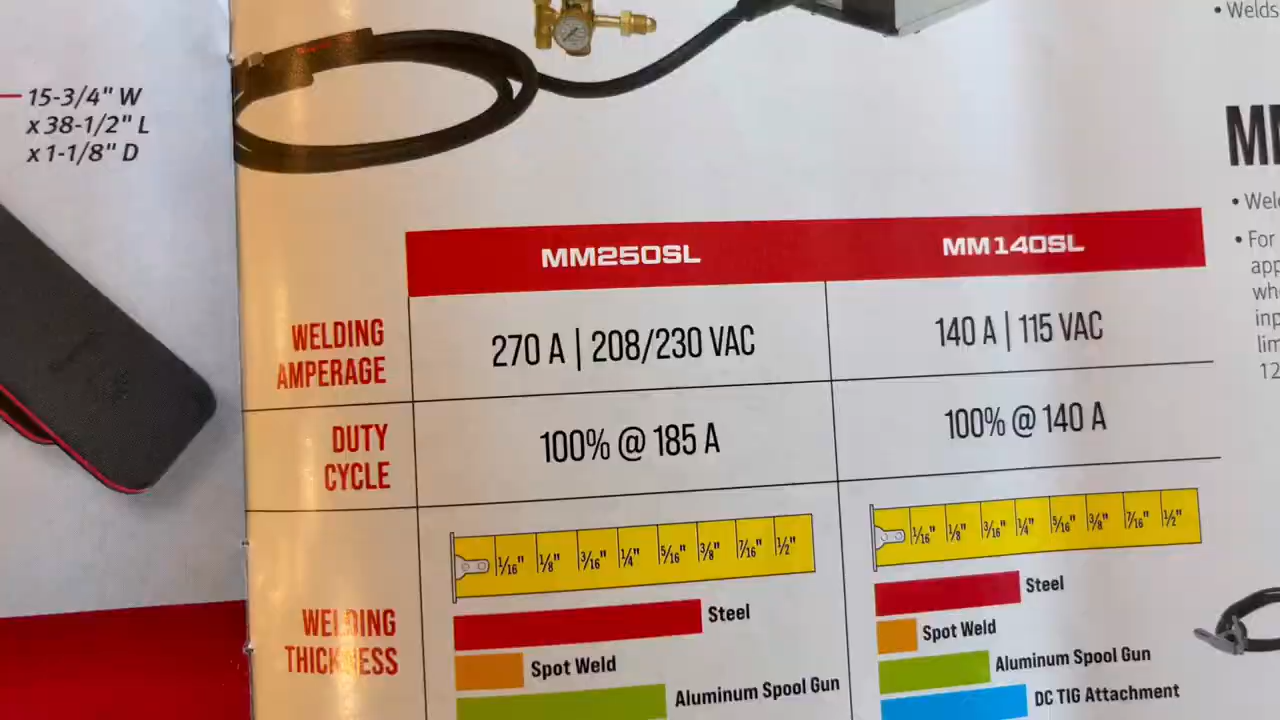 15-3/4" W
x 38-1/2" L
x 1-1/8" D
• Welds
MM250SL MM140SL
WELDING
AMPERAGE
270 A | 208/230 VAC 140 A | 115 VAC
DUTY
CYCLE
100% @ 185 A 100% @ 140 A
WELDING
THICKNESS
1/16" 1/8" 3/16" 1/4" 5/16" 3/8" 7/16" 1/2"
Steel
Spot Weld
Aluminum Spool Gun
1/16" 1/8" 3/16" 1/4" 5/16" 3/8" 7/16" 1/2"
Steel
Spot Weld
Aluminum Spool Gun
DC TIG Attachment
• For